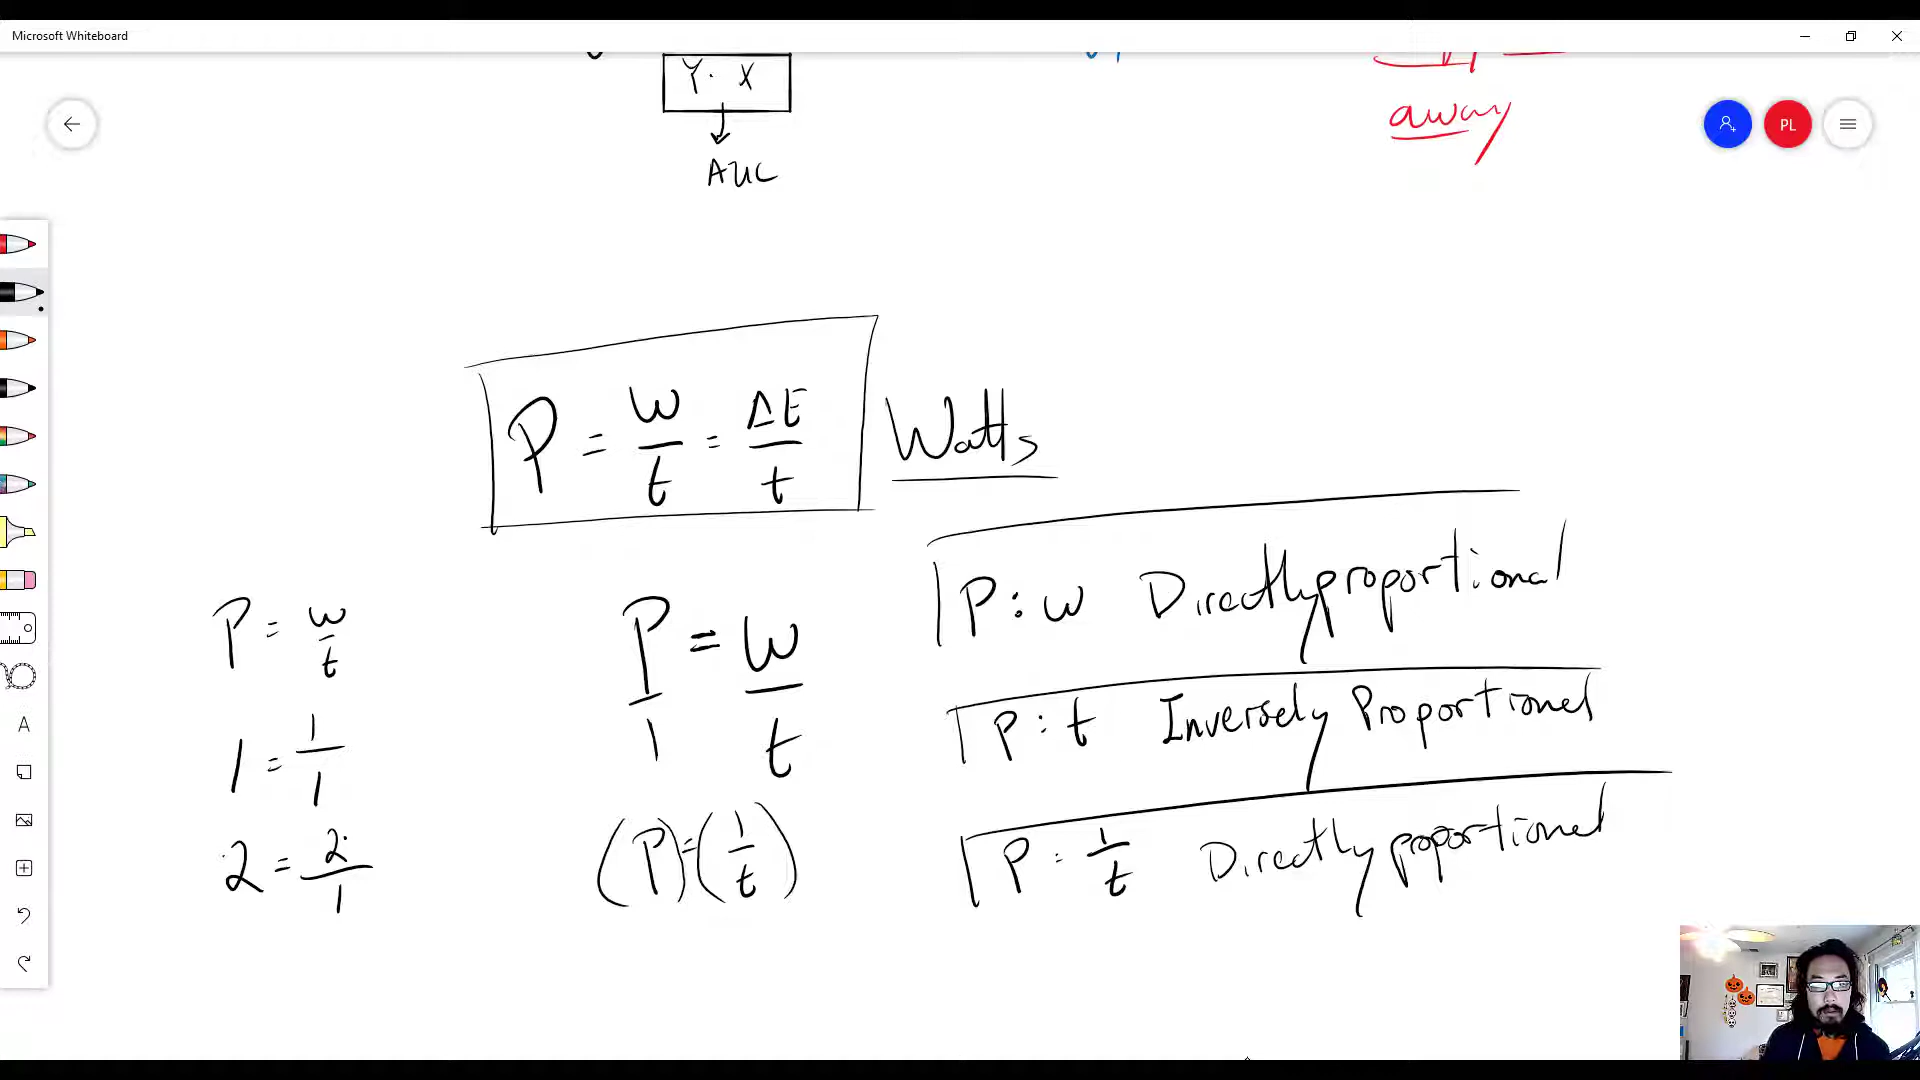 Microsoft Whiteboard
Y · X
AUC
away
PL
P = W/t = ΔE/t
Watts
P = w/t
1 = 1/1
2 = 2/1
P/1 = W/t
(P) = (1/t)
P : w Directly proportional
P : t Inversely Proportional
P : 1/t Directly proportional
A